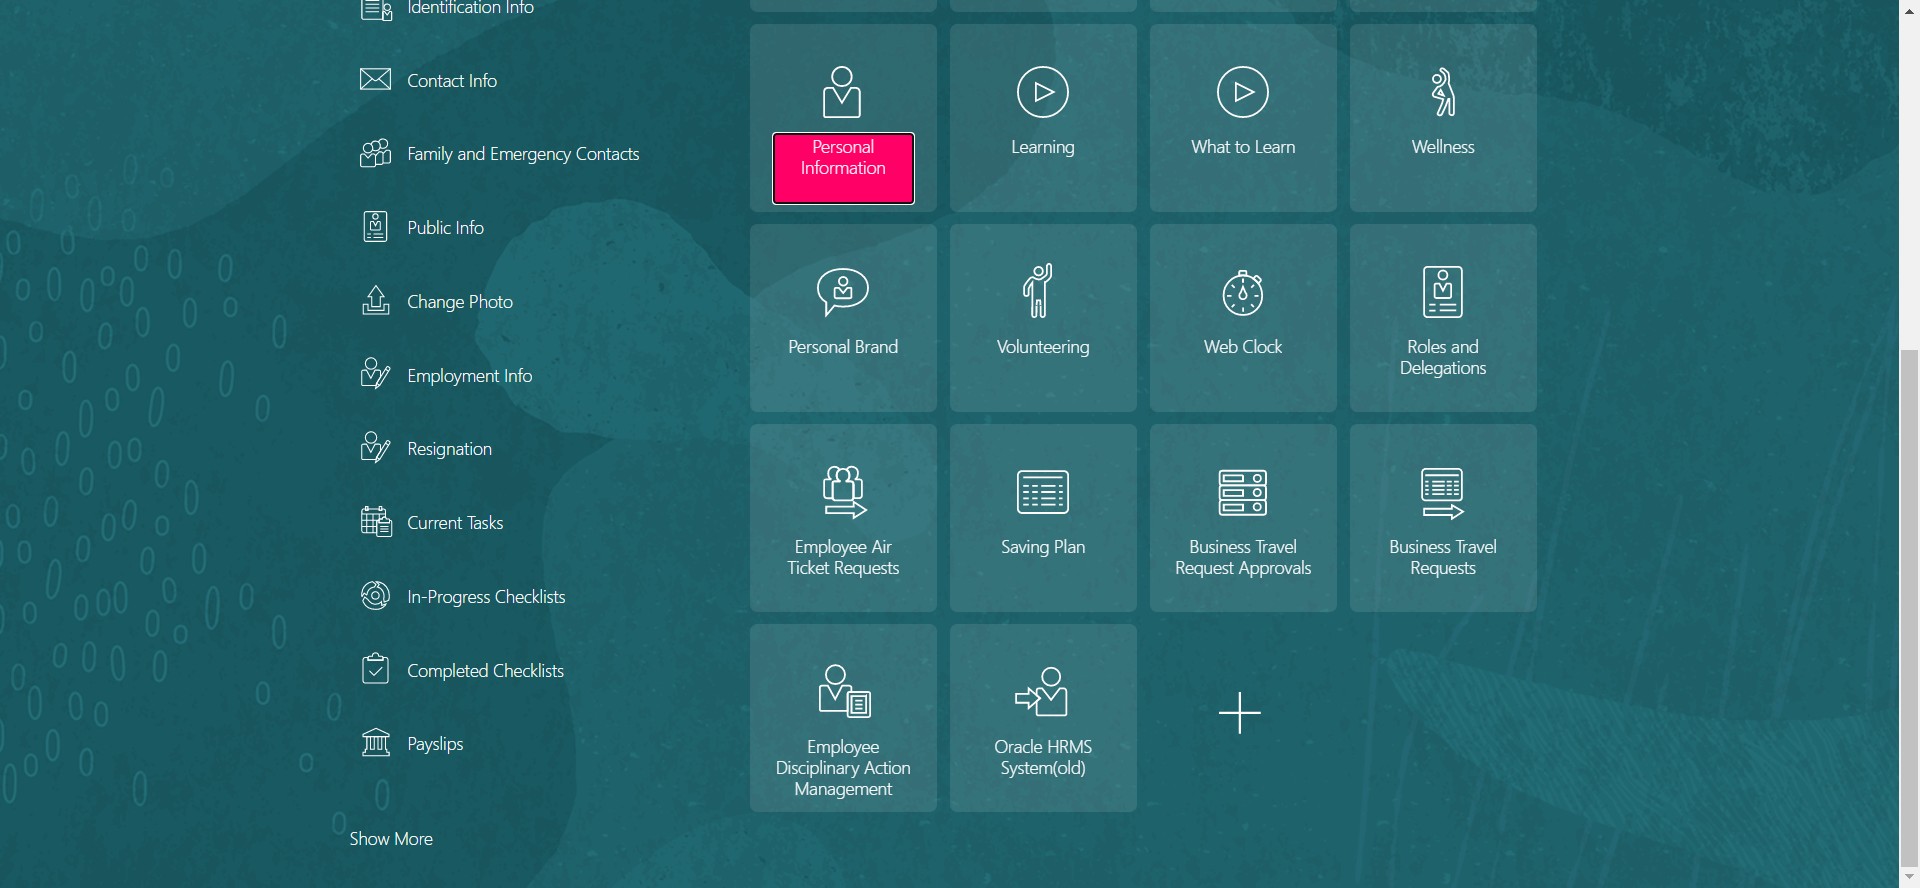 Identification Info
Contact Info
Family and Emergency Contacts
Public Info
Change Photo
Employment Info
Resignation
Current Tasks
In-Progress Checklists
Completed Checklists
Payslips
Show More
Personal
Information
Learning
What to Learn
Wellness
Personal Brand
Volunteering
Web Clock
Roles and
Delegations
Employee Air
Ticket Requests
Saving Plan
Business Travel
Request Approvals
Business Travel
Requests
Employee
Disciplinary Action
Management
Oracle HRMS
System(old)